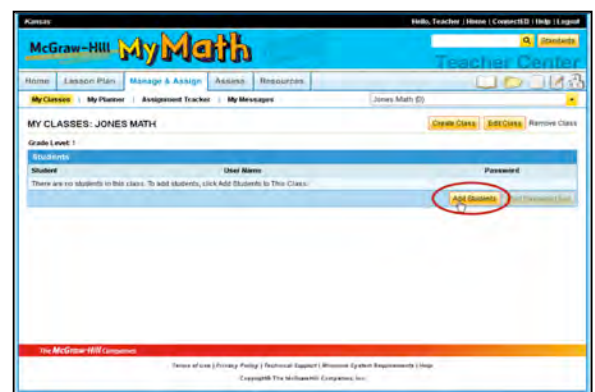 Kansas
Hello, Teacher | Home | ConnectED | Help | Logout
McGraw-Hill My Math
Standards
Teacher Center
Home Lesson Plan Manage & Assign Assess Resources
My Classes | My Planner | Assignment Tracker | My Messages
Jones Math (0)
MY CLASSES: JONES MATH
Create Class Edit Class Remove Class
Grade Level: 1
Students
Student User Name Password
There are no students in this class. To add students, click Add Students to This Class.
Add Students
The McGraw-Hill Companies
Terms of Use | Privacy Policy | Technical Support | Minimum System Requirements | Help
Copyright© The McGraw-Hill Companies, Inc.